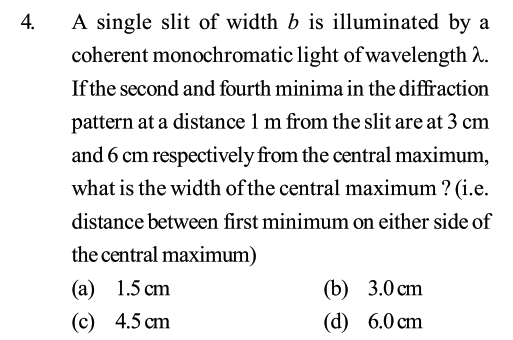 4. A single slit of width b is illuminated by a
coherent monochromatic light of wavelength λ.
If the second and fourth minima in the diffraction
pattern at a distance 1 m from the slit are at 3 cm
and 6 cm respectively from the central maximum,
what is the width of the central maximum ? (i.e.
distance between first minimum on either side of
the central maximum)
(a) 1.5 cm (b) 3.0 cm
(c) 4.5 cm (d) 6.0 cm